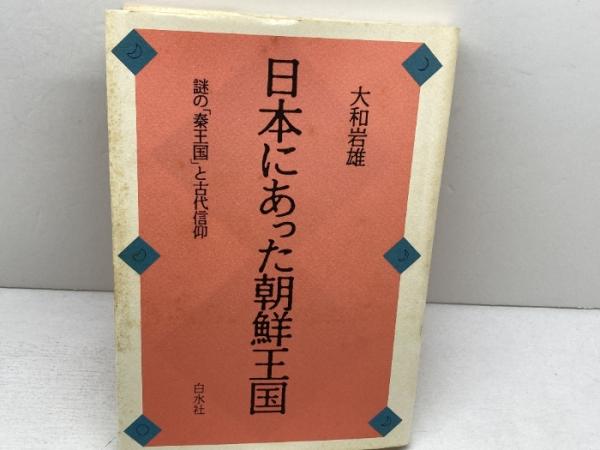 大和岩雄
日本にあった朝鮮王国
謎の「秦王国」と古代信仰
白水社